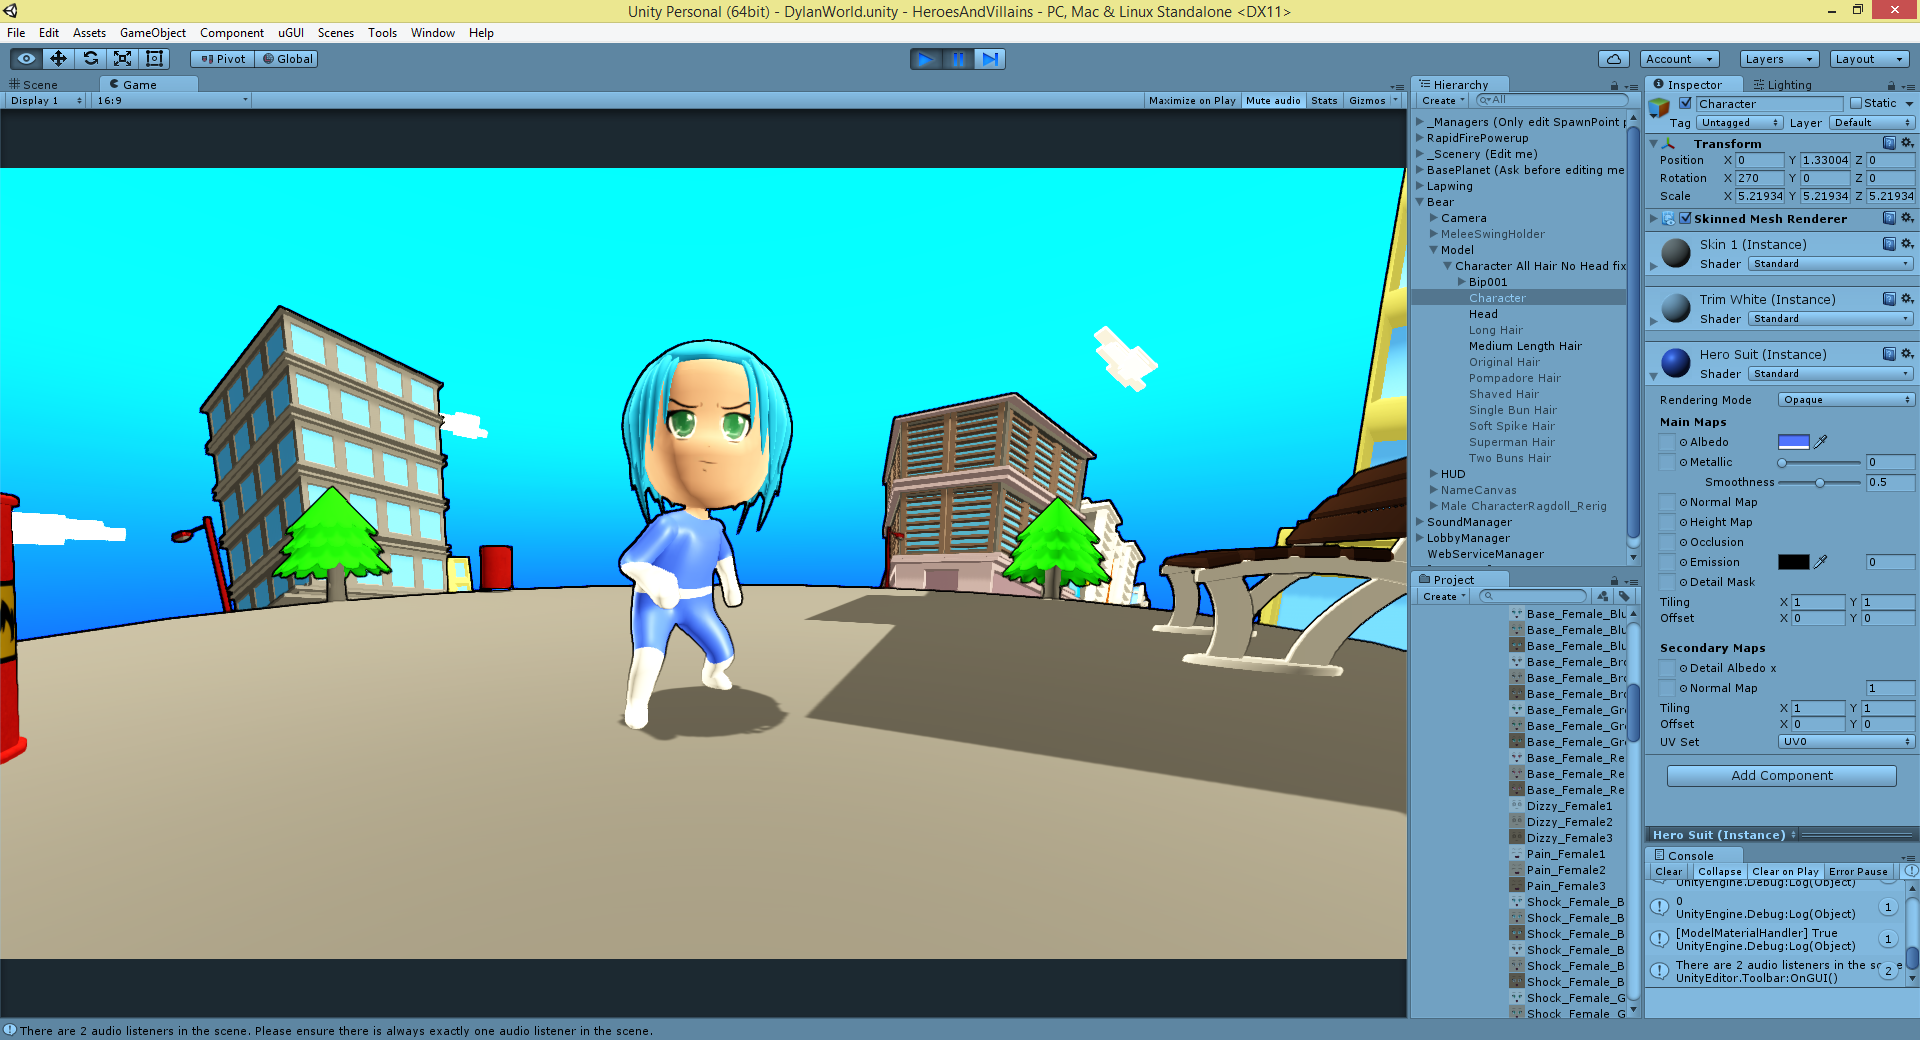 Unity Personal (64bit) - DylanWorld.unity - HeroesAndVillains - PC, Mac & Linux Standalone <DX11>
File Edit Assets GameObject Component uGUI Scenes Tools Window Help
Pivot Global Account Layers Layout
Scene Game
Display 1 16:9 Maximize on Play Mute audio Stats Gizmos
Hierarchy
Create All
_Managers (Only edit SpawnPoint
RapidFirePowerup
_Scenery (Edit me)
BasePlanet (Ask before editing me
Lapwing
Bear
Camera
MeleeSwingHolder
Model
Character All Hair No Head fix
Bip001
Character
Head
Long Hair
Medium Length Hair
Original Hair
Pompadore Hair
Shaved Hair
Single Bun Hair
Soft Spike Hair
Superman Hair
Two Buns Hair
HUD
NameCanvas
Male CharacterRagdoll_Rerig
SoundManager
LobbyManager
WebServiceManager
Project
Create
Base_Female_Blu
Base_Female_Blu
Base_Female_Blu
Base_Female_Bro
Base_Female_Bro
Base_Female_Bro
Base_Female_Gre
Base_Female_Gre
Base_Female_Gre
Base_Female_Re
Base_Female_Re
Base_Female_Re
Dizzy_Female1
Dizzy_Female2
Dizzy_Female3
Pain_Female1
Pain_Female2
Pain_Female3
Shock_Female_B
Shock_Female_B
Shock_Female_B
Shock_Female_B
Shock_Female_B
Shock_Female_B
Shock_Female_G
Shock_Female_G
Inspector Lighting
Character Static
Tag Untagged Layer Default
Transform
Position X 0 Y 1.33004 Z 0
Rotation X 270 Y 0 Z 0
Scale X 5.21934 Y 5.21934 Z 5.21934
Skinned Mesh Renderer
Skin 1 (Instance)
Shader Standard
Trim White (Instance)
Shader Standard
Hero Suit (Instance)
Shader Standard
Rendering Mode Opaque
Main Maps
Albedo
Metallic 0
Smoothness 0.5
Normal Map
Height Map
Occlusion
Emission 0
Detail Mask
Tiling X 1 Y 1
Offset X 0 Y 0
Secondary Maps
Detail Albedo x
Normal Map 1
Tiling X 1 Y 1
Offset X 0 Y 0
UV Set UV0
Add Component
Hero Suit (Instance)
Console
Clear Collapse Clear on Play Error Pause
UnityEngine.Debug:Log(Object)
0
UnityEngine.Debug:Log(Object) 1
[ModelMaterialHandler] True
UnityEngine.Debug:Log(Object) 1
There are 2 audio listeners in the scene
UnityEditor.Toolbar:OnGUI() 2
There are 2 audio listeners in the scene. Please ensure there is always exactly one audio listener in the scene.